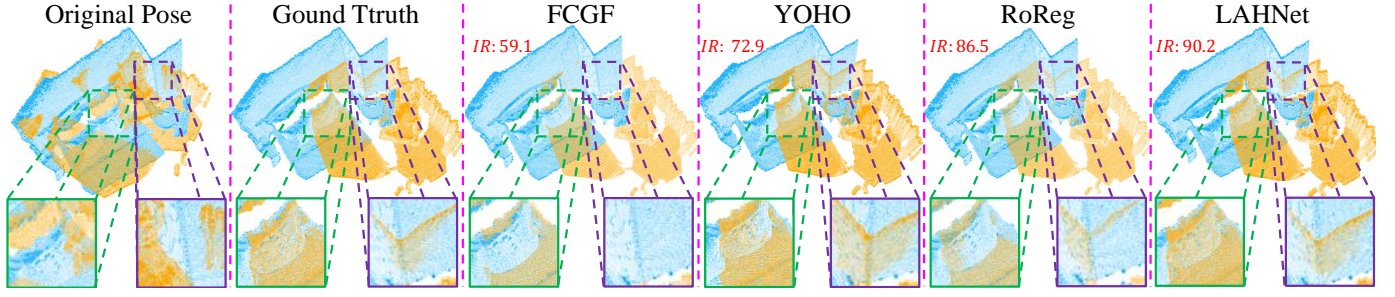 Original Pose
Gound Ttruth
FCGF
YOHO
RoReg
LAHNet
IR: 59.1
IR: 72.9
IR: 86.5
IR: 90.2